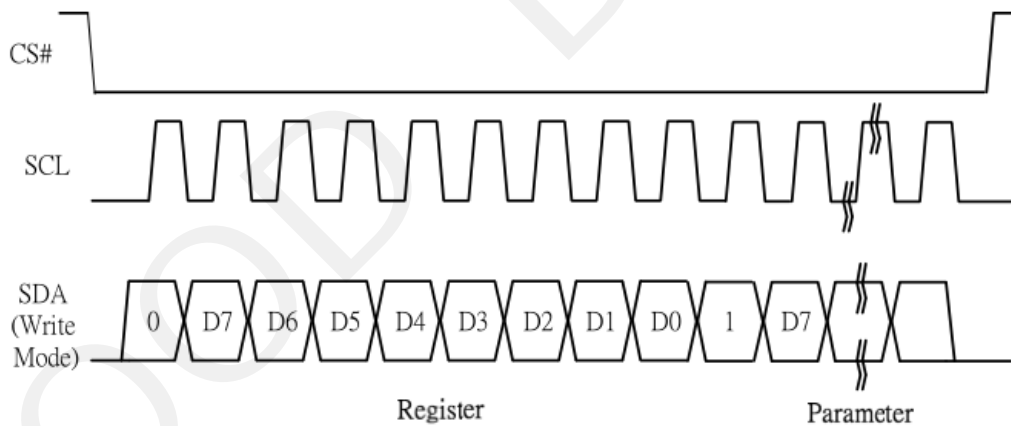 CS#
SCL
SDA
(Write
Mode)
0 D7 D6 D5 D4 D3 D2 D1 D0 1 D7
Register Parameter